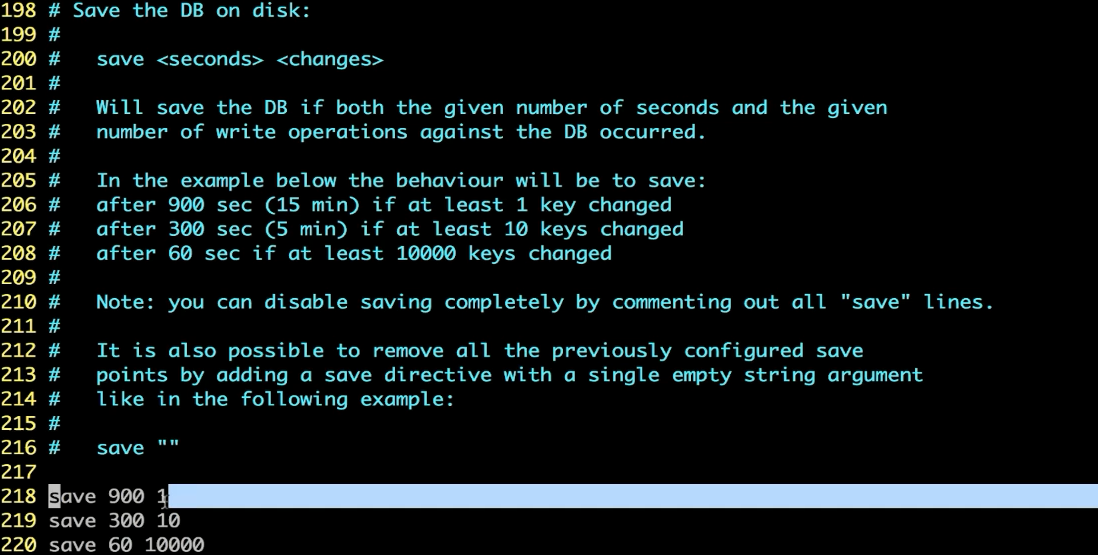 198 # Save the DB on disk:
199 #
200 #   save <seconds> <changes>
201 #
202 #   Will save the DB if both the given number of seconds and the given
203 #   number of write operations against the DB occurred.
204 #
205 #   In the example below the behaviour will be to save:
206 #   after 900 sec (15 min) if at least 1 key changed
207 #   after 300 sec (5 min) if at least 10 keys changed
208 #   after 60 sec if at least 10000 keys changed
209 #
210 #   Note: you can disable saving completely by commenting out all "save" lines.
211 #
212 #   It is also possible to remove all the previously configured save
213 #   points by adding a save directive with a single empty string argument
214 #   like in the following example:
215 #
216 #   save ""
217
218 save 900 1
219 save 300 10
220 save 60 10000